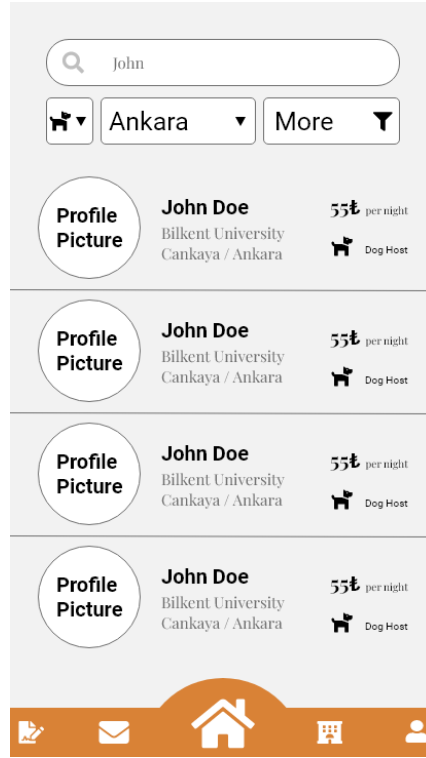 John
Ankara More
Profile Picture
John Doe
Bilkent University
Cankaya / Ankara
55₺ per night
Dog Host
Profile Picture
John Doe
Bilkent University
Cankaya / Ankara
55₺ per night
Dog Host
Profile Picture
John Doe
Bilkent University
Cankaya / Ankara
55₺ per night
Dog Host
Profile Picture
John Doe
Bilkent University
Cankaya / Ankara
55₺ per night
Dog Host